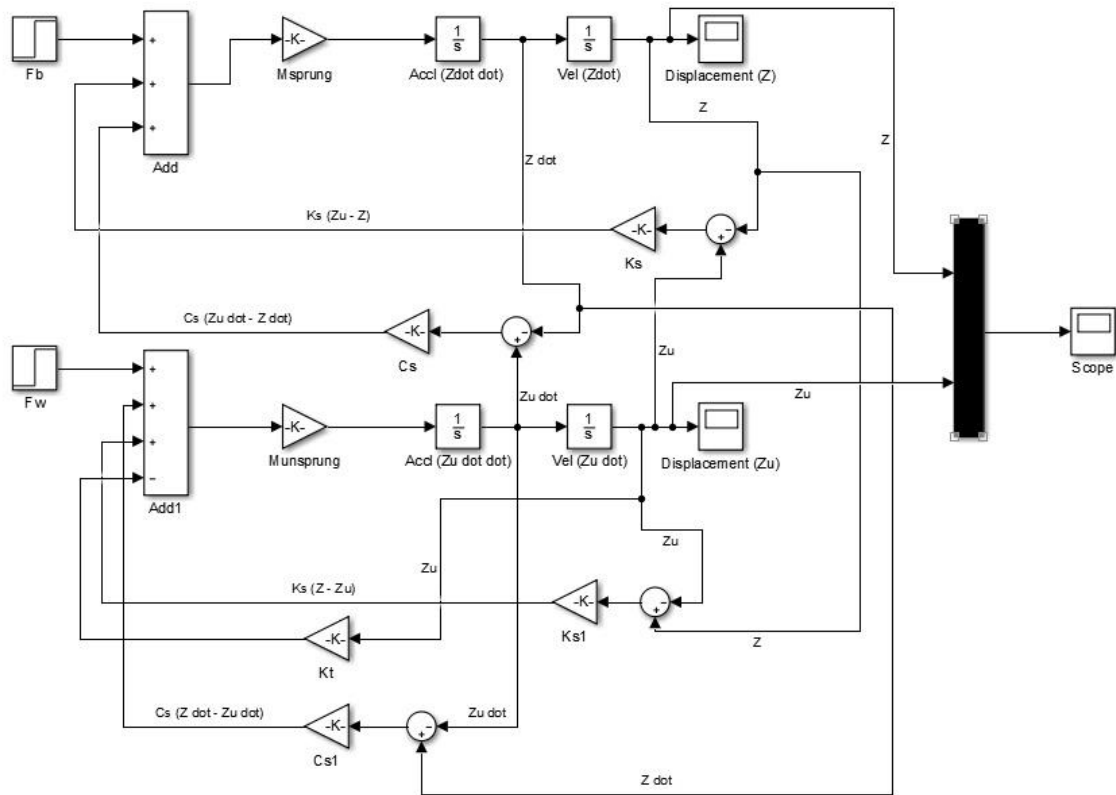 +
+
+
Fb
Add
-K-
Msprung
1
s
Accl (Zdot dot)
1
s
Vel (Zdot)
Displacement (Z)
Z
Z
Z dot
Ks (Zu - Z)
-K-
Ks
+
−
Cs (Zu dot - Z dot)
-K-
Cs
+
−
Zu
Zu dot
Scope
Fw
+
+
+
−
Add1
-K-
Munsprung
1
s
Accl (Zu dot dot)
1
s
Vel (Zu dot)
Displacement (Zu)
Zu
Zu
Zu
Ks (Z - Zu)
-K-
Ks1
+
−
Z
-K-
Kt
Cs (Z dot - Zu dot)
-K-
Cs1
+
−
Zu dot
Z dot